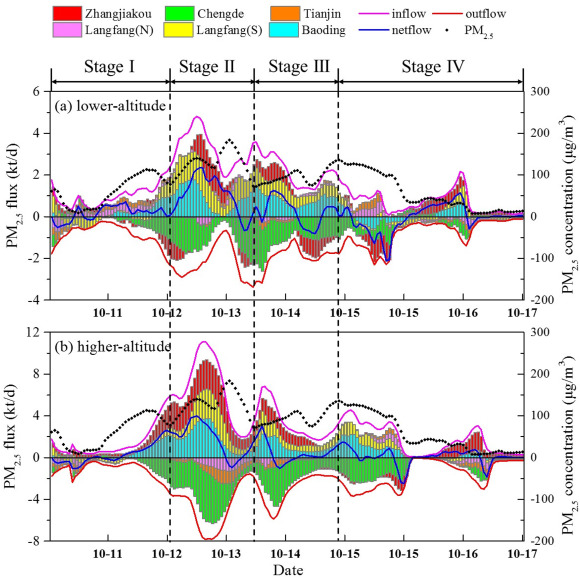 Zhangjiakou Chengde Tianjin inflow outflow
Langfang(N) Langfang(S) Baoding netflow PM2.5
Stage I Stage II Stage III Stage IV
(a) lower-altitude
PM2.5 flux (kt/d)
6
4
2
0
-2
-4
300
200
100
0
-100
-200
PM2.5 concentration (μg/m3)
10-11 10-12 10-13 10-13 10-14 10-15 10-15 10-16 10-17
(b) higher-altitude
PM2.5 flux (kt/d)
12
8
4
0
-4
-8
300
200
100
0
-100
-200
PM2.5 concentration (μg/m3)
10-11 10-12 10-13 10-13 10-14 10-15 10-15 10-16 10-17
Date